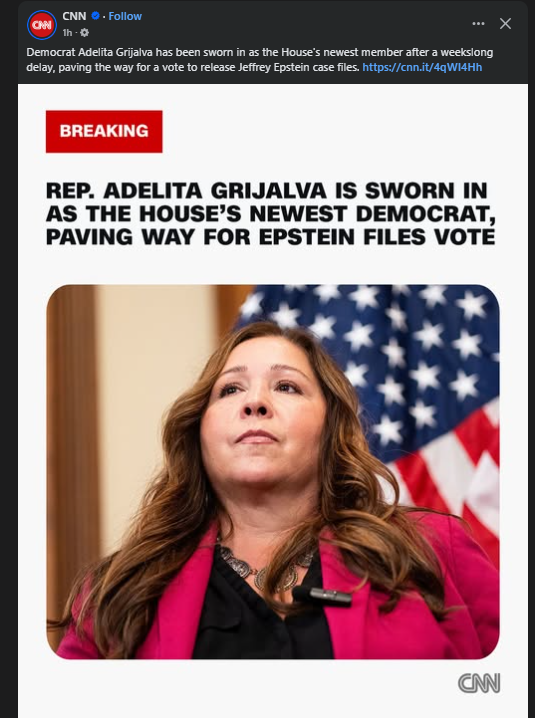 CNN
CNN · Follow
1h ·
Democrat Adelita Grijalva has been sworn in as the House's newest member after a weekslong
delay, paving the way for a vote to release Jeffrey Epstein case files. https://cnn.it/4qWl4Hh
BREAKING
REP. ADELITA GRIJALVA IS SWORN IN
AS THE HOUSE'S NEWEST DEMOCRAT,
PAVING WAY FOR EPSTEIN FILES VOTE
CNN